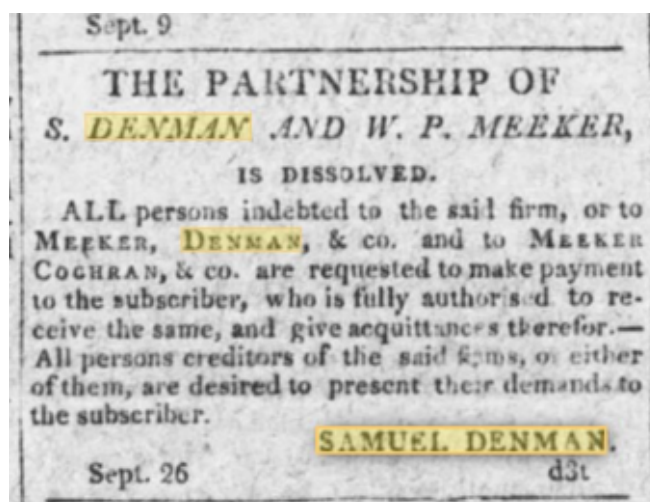 Sept. 9
THE PARTNERSHIP OF
S. DENMAN AND W. P. MEEKER,
IS DISSOLVED.
ALL persons indebted to the said firm, or to
MEEKER, DENMAN, & co. and to MEEKER
COCHRAN, & co. are requested to make payment
to the subscriber, who is fully authorised to re-
ceive the same, and give acquittances therefor.—
All persons creditors of the said firms, or either
of them, are desired to present their demands to
the subscriber.
SAMUEL DENMAN.
Sept. 26 d3t